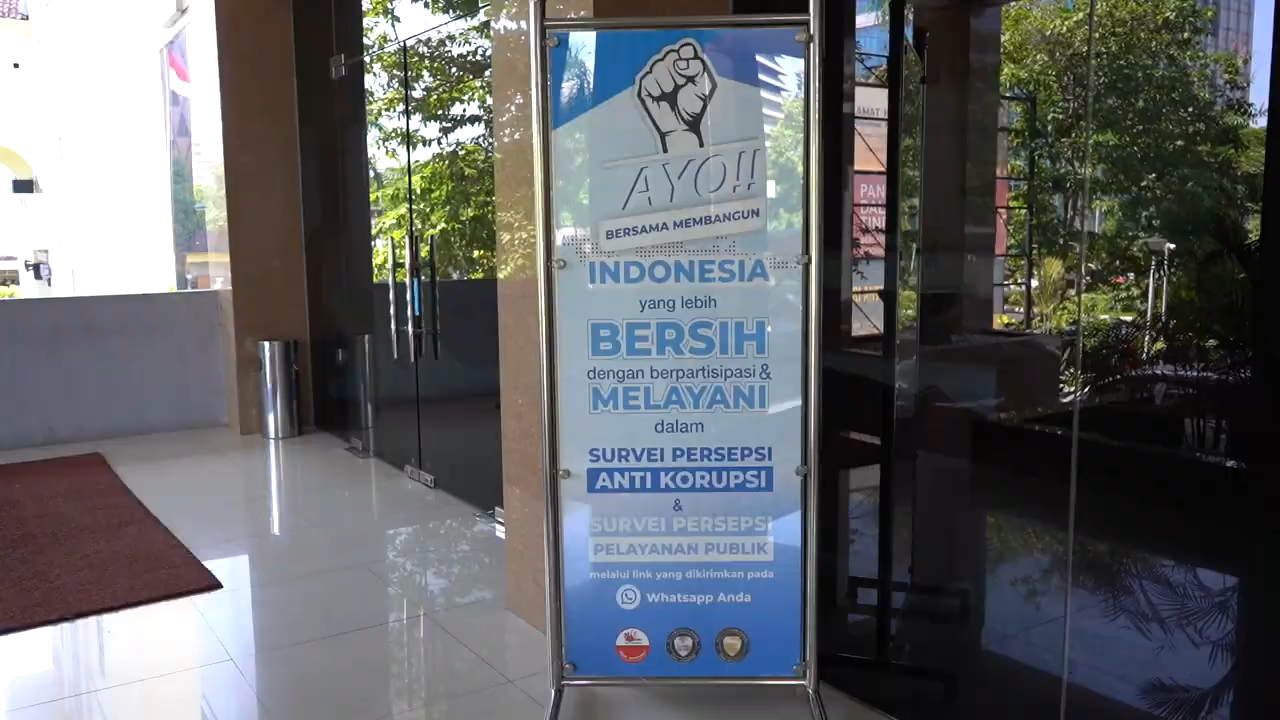 AYO!!
BERSAMA MEMBANGUN
INDONESIA
yang lebih
BERSIH
dengan berpartisipasi &
MELAYANI
dalam
SURVEI PERSEPSI
ANTI KORUPSI
&
SURVEI PERSEPSI
PELAYANAN PUBLIK
melalui link yang dikirimkan pada
Whatsapp Anda